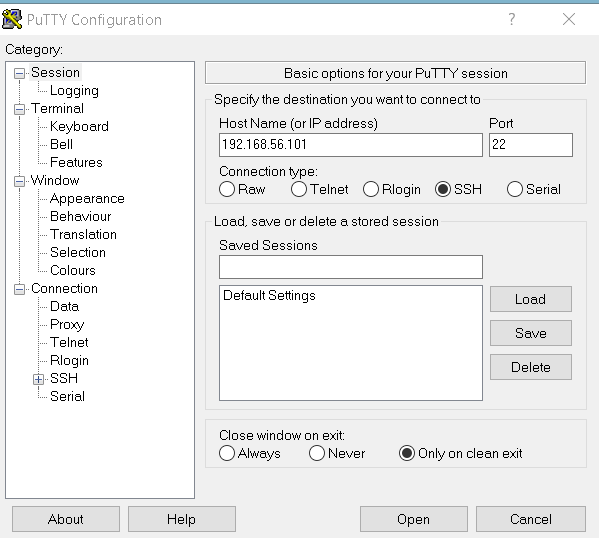 PuTTY Configuration
?
Category:
Session
Logging
Terminal
Keyboard
Bell
Features
Window
Appearance
Behaviour
Translation
Selection
Colours
Connection
Data
Proxy
Telnet
Rlogin
SSH
Serial
Basic options for your PuTTY session
Specify the destination you want to connect to
Host Name (or IP address) Port
192.168.56.101 22
Connection type:
Raw Telnet Rlogin SSH Serial
Load, save or delete a stored session
Saved Sessions
Default Settings
Load
Save
Delete
Close window on exit:
Always Never Only on clean exit
About Help Open Cancel